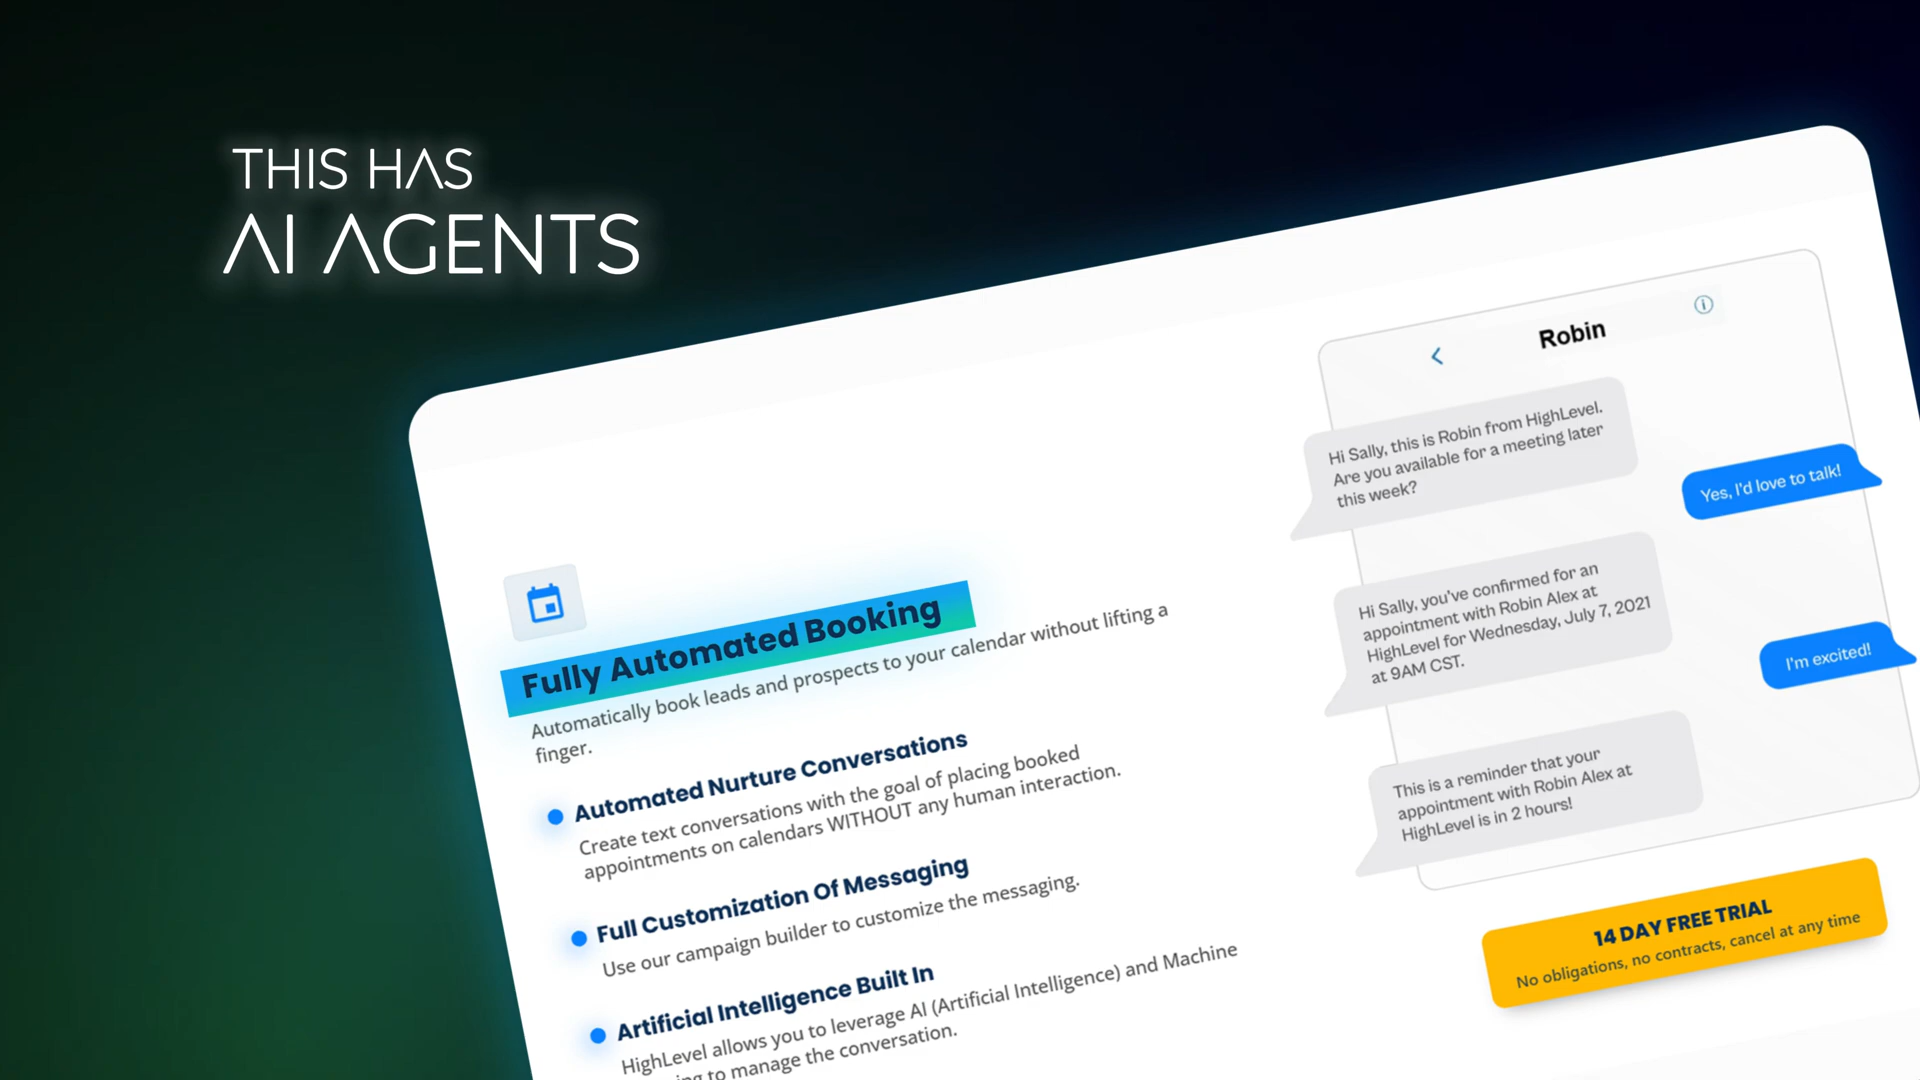 THIS HAS
AI AGENTS
Fully Automated Booking
Automatically book leads and prospects to your calendar without lifting a
finger.
Automated Nurture Conversations
Create text conversations with the goal of placing booked
appointments on calendars WITHOUT any human interaction.
Full Customization Of Messaging
Use our campaign builder to customize the messaging.
Artificial Intelligence Built In
HighLevel allows you to leverage AI (Artificial Intelligence) and Machine
to manage the conversation.
Robin
Hi Sally, this is Robin from HighLevel.
Are you available for a meeting later
this week?
Yes, I'd love to talk!
Hi Sally, you've confirmed for an
appointment with Robin Alex at
HighLevel for Wednesday, July 7, 2021
at 9AM CST.
I'm excited!
This is a reminder that your
appointment with Robin Alex at
HighLevel is in 2 hours!
14 DAY FREE TRIAL
No obligations, no contracts, cancel at any time